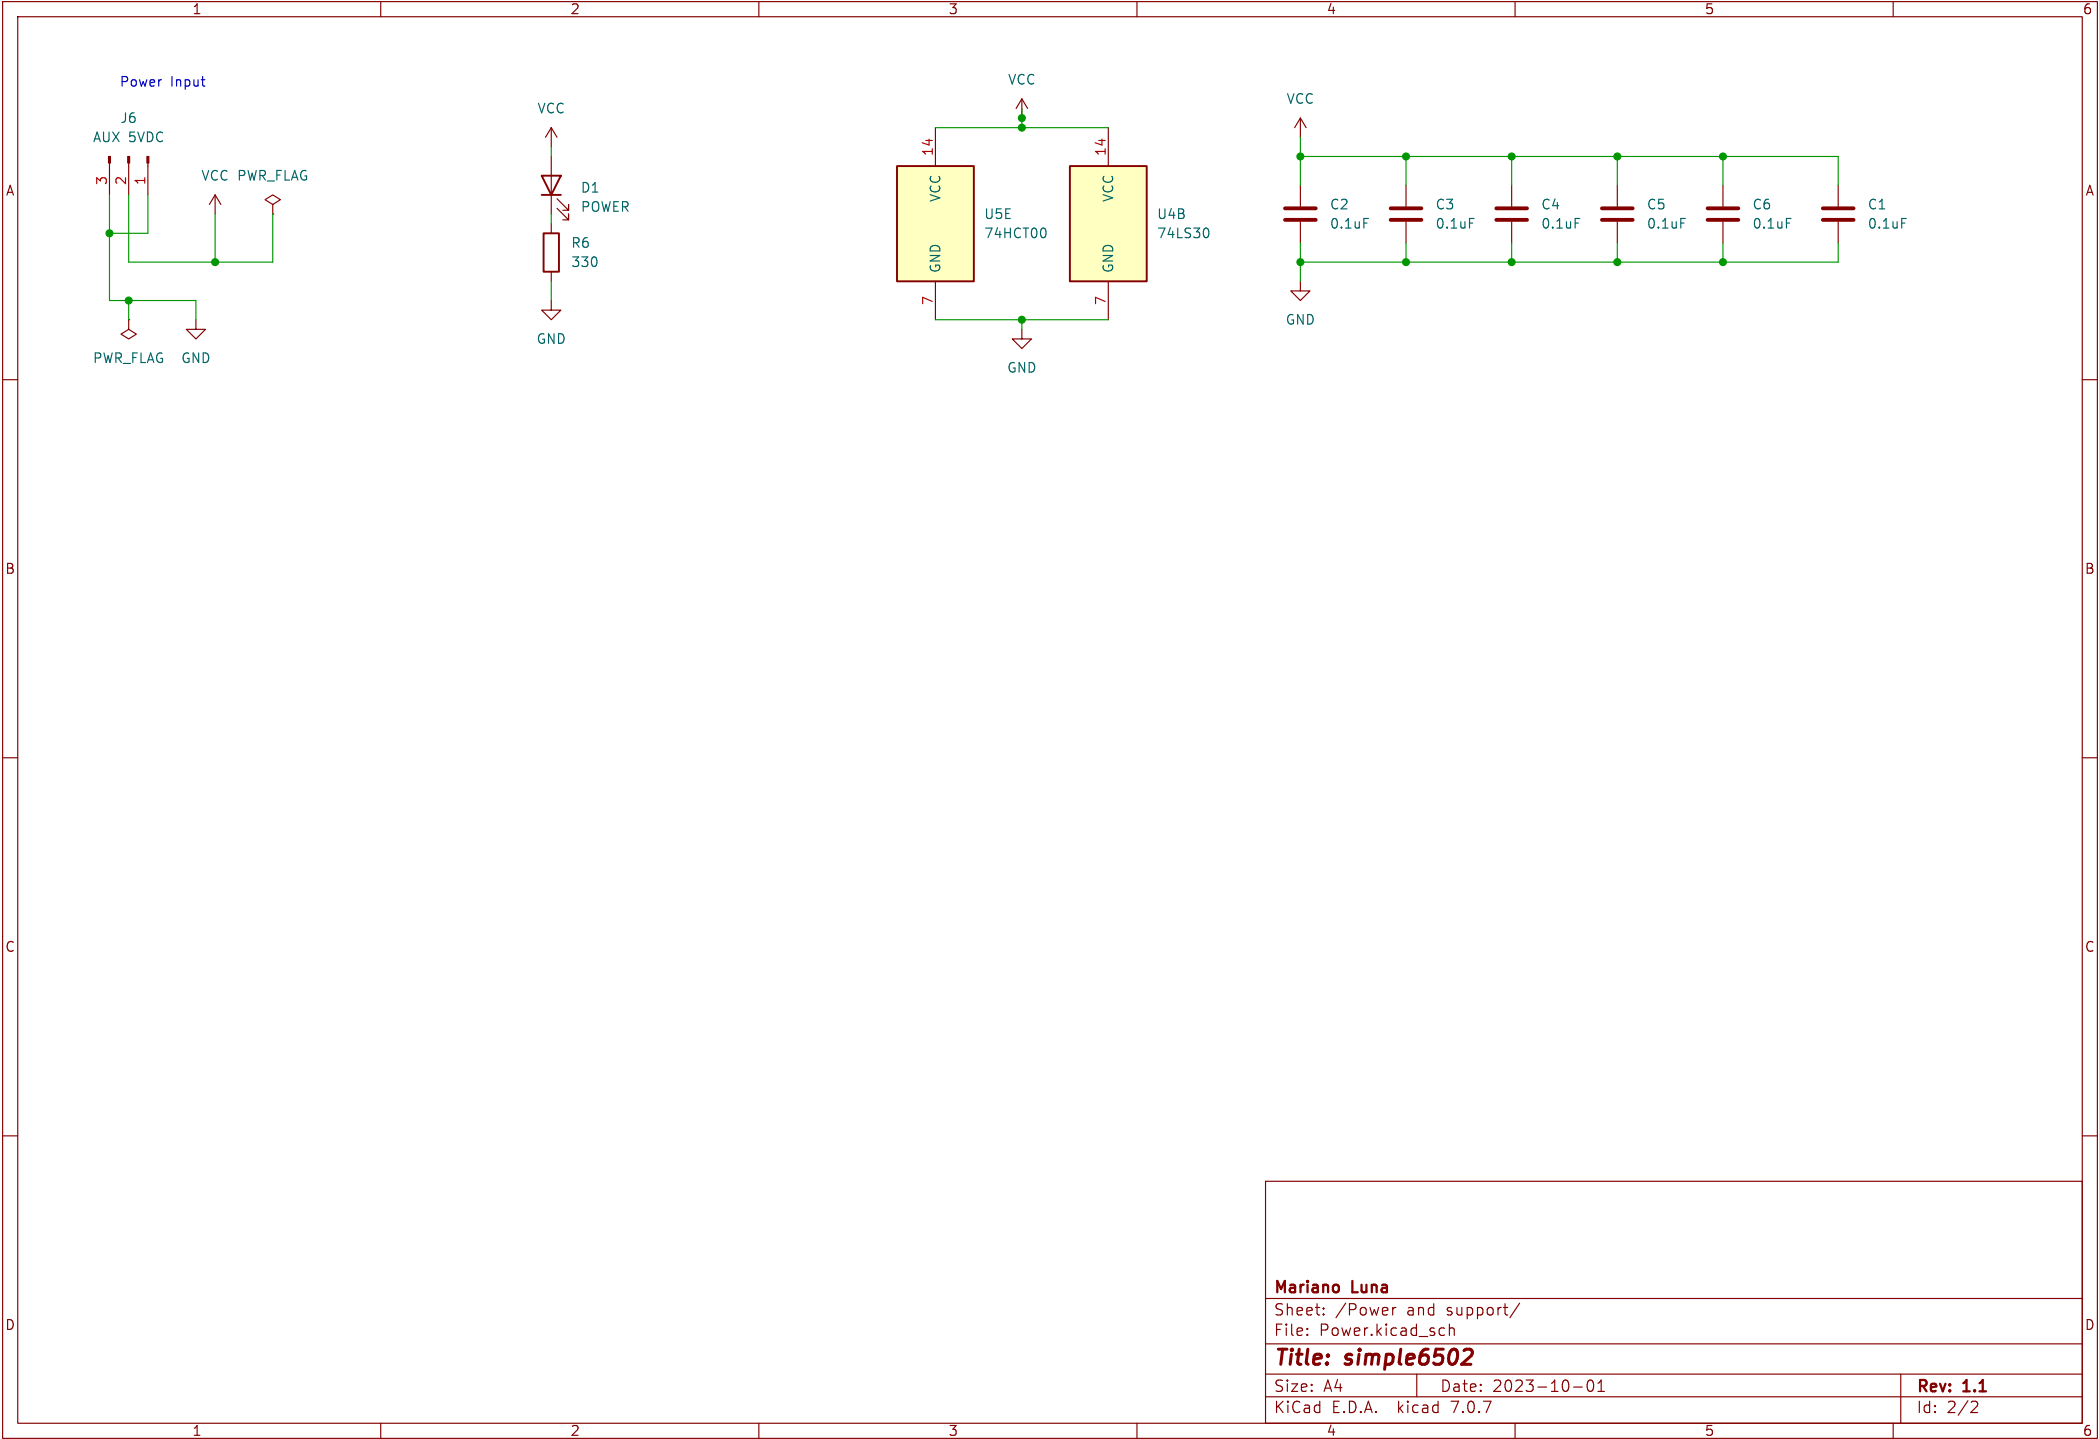 1 2 3 4 5 6
Power Input
J6
AUX 5VDC
3 2 1
VCC PWR_FLAG
PWR_FLAG GND
VCC
D1
POWER
R6
330
GND
VCC
14
VCC
GND
7
U5E
74HCT00
14
VCC
GND
7
U4B
74LS30
GND
VCC
C2
0.1uF
C3
0.1uF
C4
0.1uF
C5
0.1uF
C6
0.1uF
C1
0.1uF
GND
A A
B B
C C
D D
Mariano Luna
Sheet: /Power and support/
File: Power.kicad_sch
Title: simple6502
Size: A4 Date: 2023-10-01 Rev: 1.1
KiCad E.D.A. kicad 7.0.7 Id: 2/2
1 2 3 4 5 6